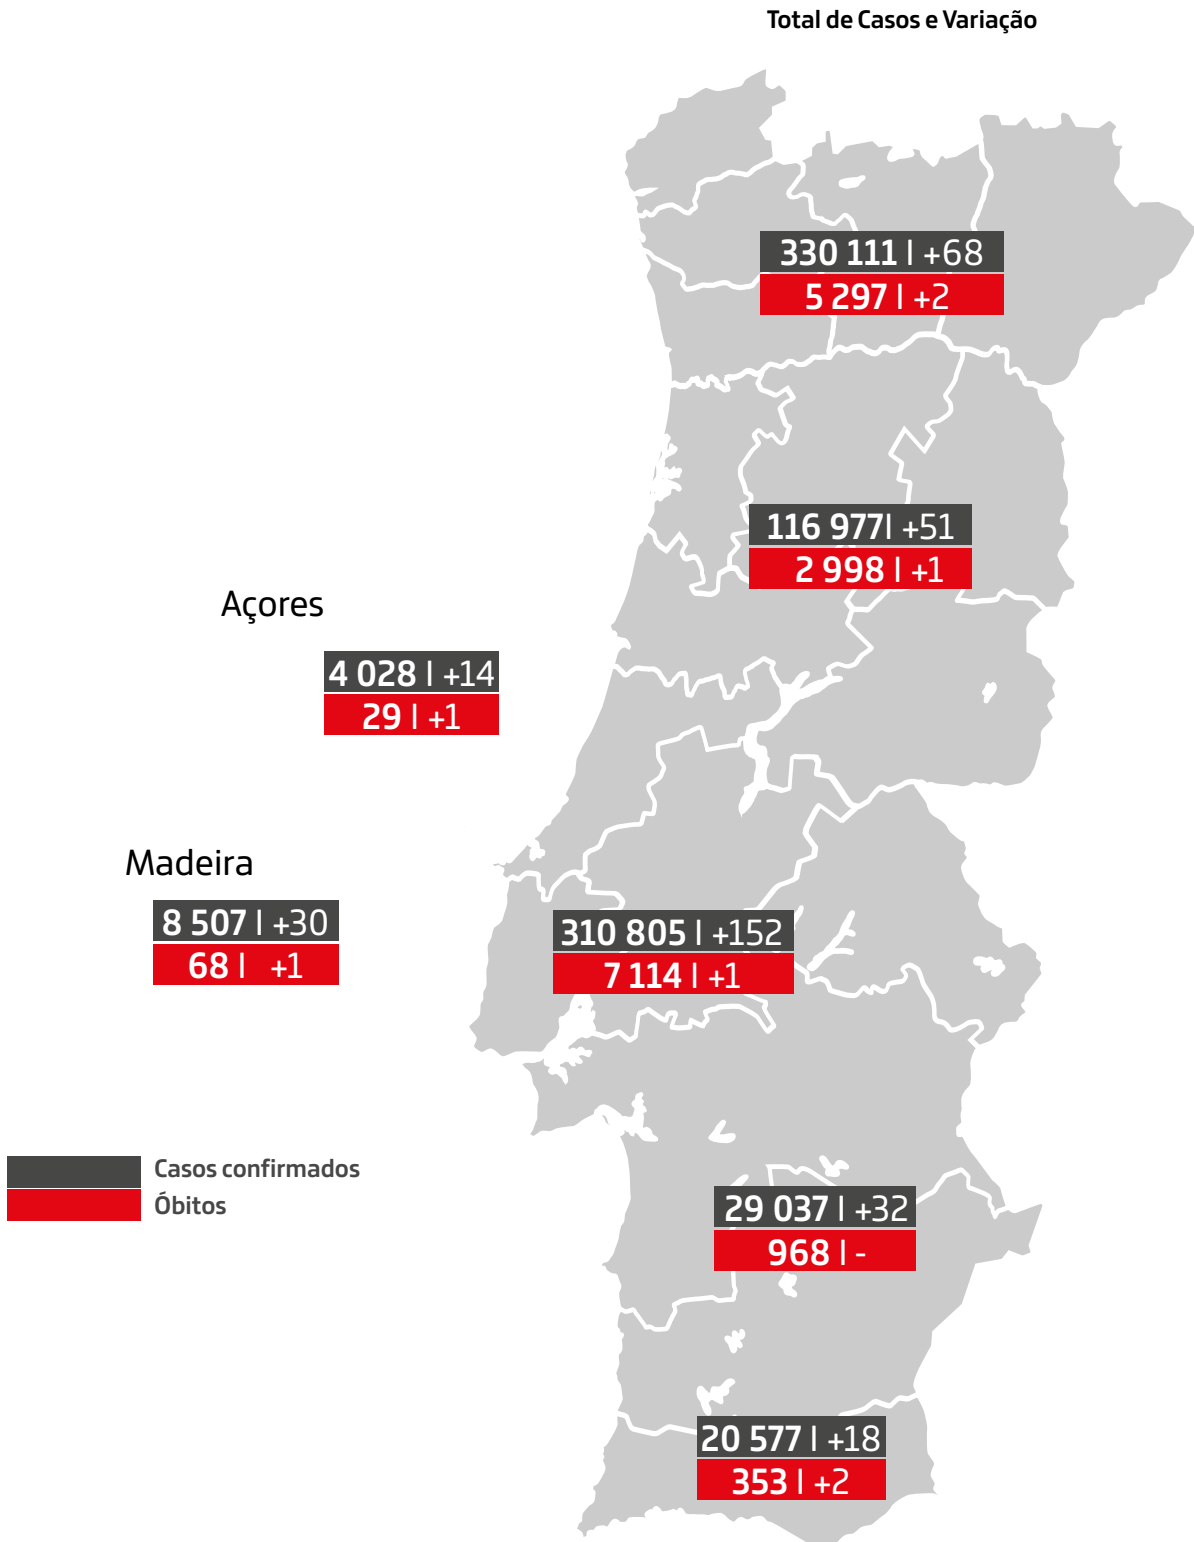 Total de Casos e Variação
330 111 | +68
5 297 | +2
116 977| +51
2 998 | +1
Açores
4 028 | +14
29 | +1
Madeira
8 507 | +30
68 | +1
310 805 | +152
7 114 | +1
Casos confirmados
Óbitos
29 037 | +32
968 | -
20 577 | +18
353 | +2